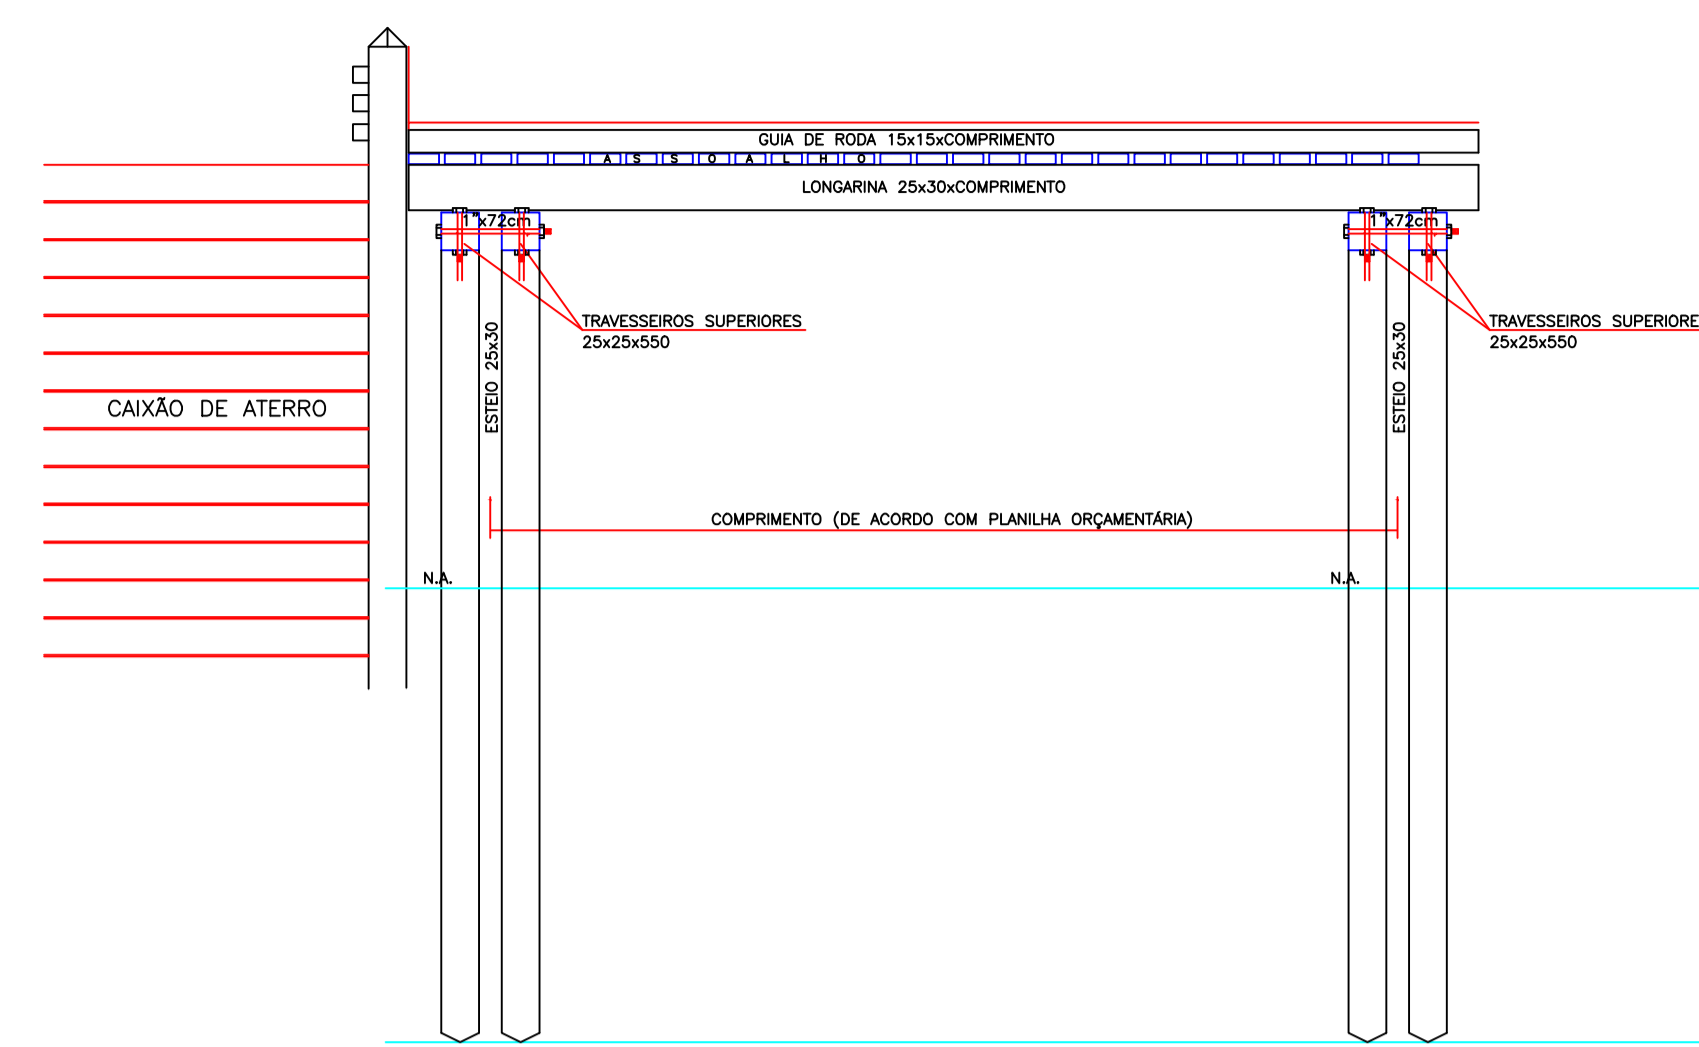 GUIA DE RODA 15x15xCOMPRIMENTO
ASSOALHO
LONGARINA 25x30xCOMPRIMENTO
1"x72cm
1"x72cm
TRAVESSEIROS SUPERIORES
25x25x550
TRAVESSEIROS SUPERIORE
25x25x550
ESTEIO 25x30
ESTEIO 25x30
CAIXÃO DE ATERRO
COMPRIMENTO (DE ACORDO COM PLANILHA ORÇAMENTÁRIA)
N.A.
N.A.